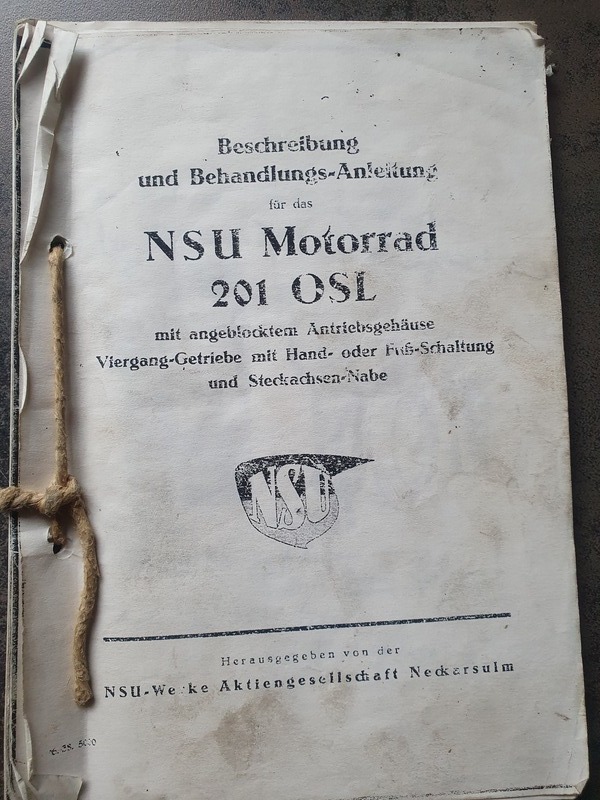 Beschreibung
und Behandlungs-Anleitung
für das
NSU Motorrad
201 OSL
mit angeblocktem Antriebsgehäuse
Viergang-Getriebe mit Hand- oder Fuß-Schaltung
und Steckachsen-Nabe
NSU
Herausgegeben von der
NSU-Werke Aktiengesellschaft Neckarsulm